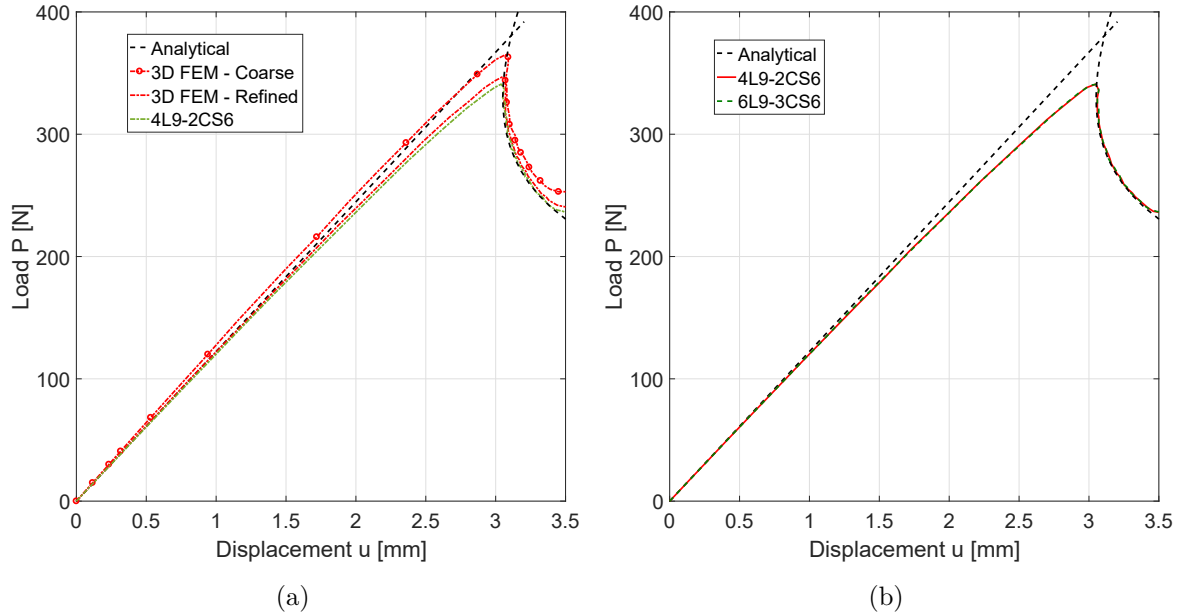 400
300
200
100
0
Load P [N]
Analytical
3D FEM - Coarse
3D FEM - Refined
4L9-2CS6
0
0.5
1
1.5
2
2.5
3
3.5
Displacement u [mm]
(a)
400
300
200
100
0
Load P [N]
Analytical
4L9-2CS6
6L9-3CS6
0
0.5
1
1.5
2
2.5
3
3.5
Displacement u [mm]
(b)